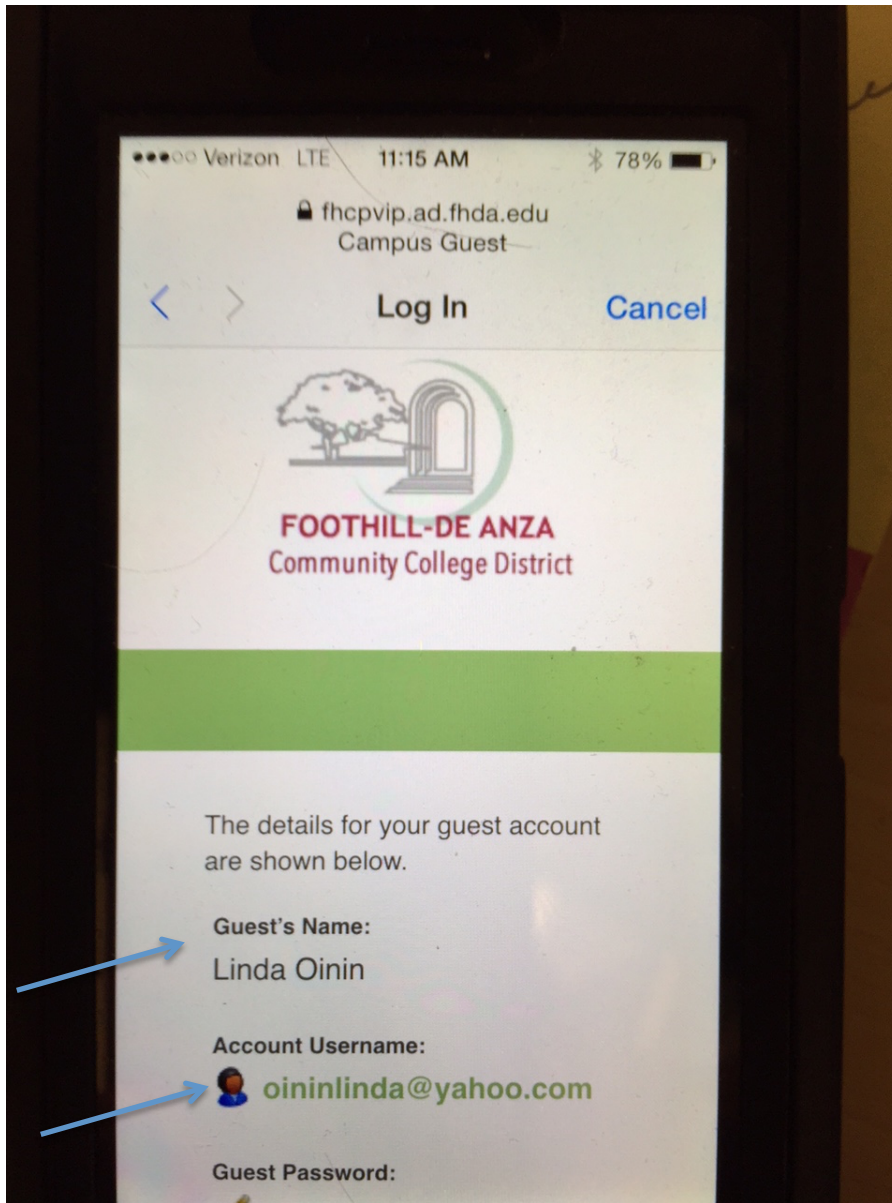 Verizon LTE 11:15 AM 78%
fhcpvip.ad.fhda.edu
Campus Guest
Log In Cancel
FOOTHILL-DE ANZA
Community College District
The details for your guest account
are shown below.
Guest's Name:
Linda Oinin
Account Username:
oininlinda@yahoo.com
Guest Password: